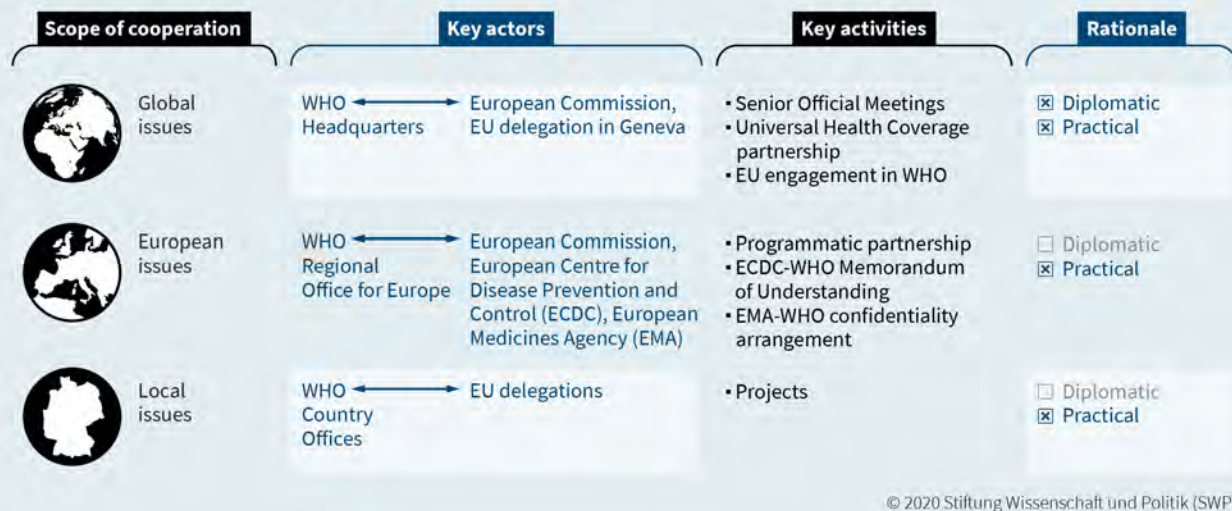 Scope of cooperation
Key actors
Key activities
Rationale
Global
issues
WHO
Headquarters
European Commission,
EU delegation in Geneva
▪ Senior Official Meetings
▪ Universal Health Coverage
partnership
▪ EU engagement in WHO
☒ Diplomatic
☒ Practical
European
issues
WHO
Regional
Office for Europe
European Commission,
European Centre for
Disease Prevention and
Control (ECDC), European
Medicines Agency (EMA)
▪ Programmatic partnership
▪ ECDC-WHO Memorandum
of Understanding
▪ EMA-WHO confidentiality
arrangement
☐ Diplomatic
☒ Practical
Local
issues
WHO
Country
Offices
EU delegations
▪ Projects
☐ Diplomatic
☒ Practical
© 2020 Stiftung Wissenschaft und Politik (SWP